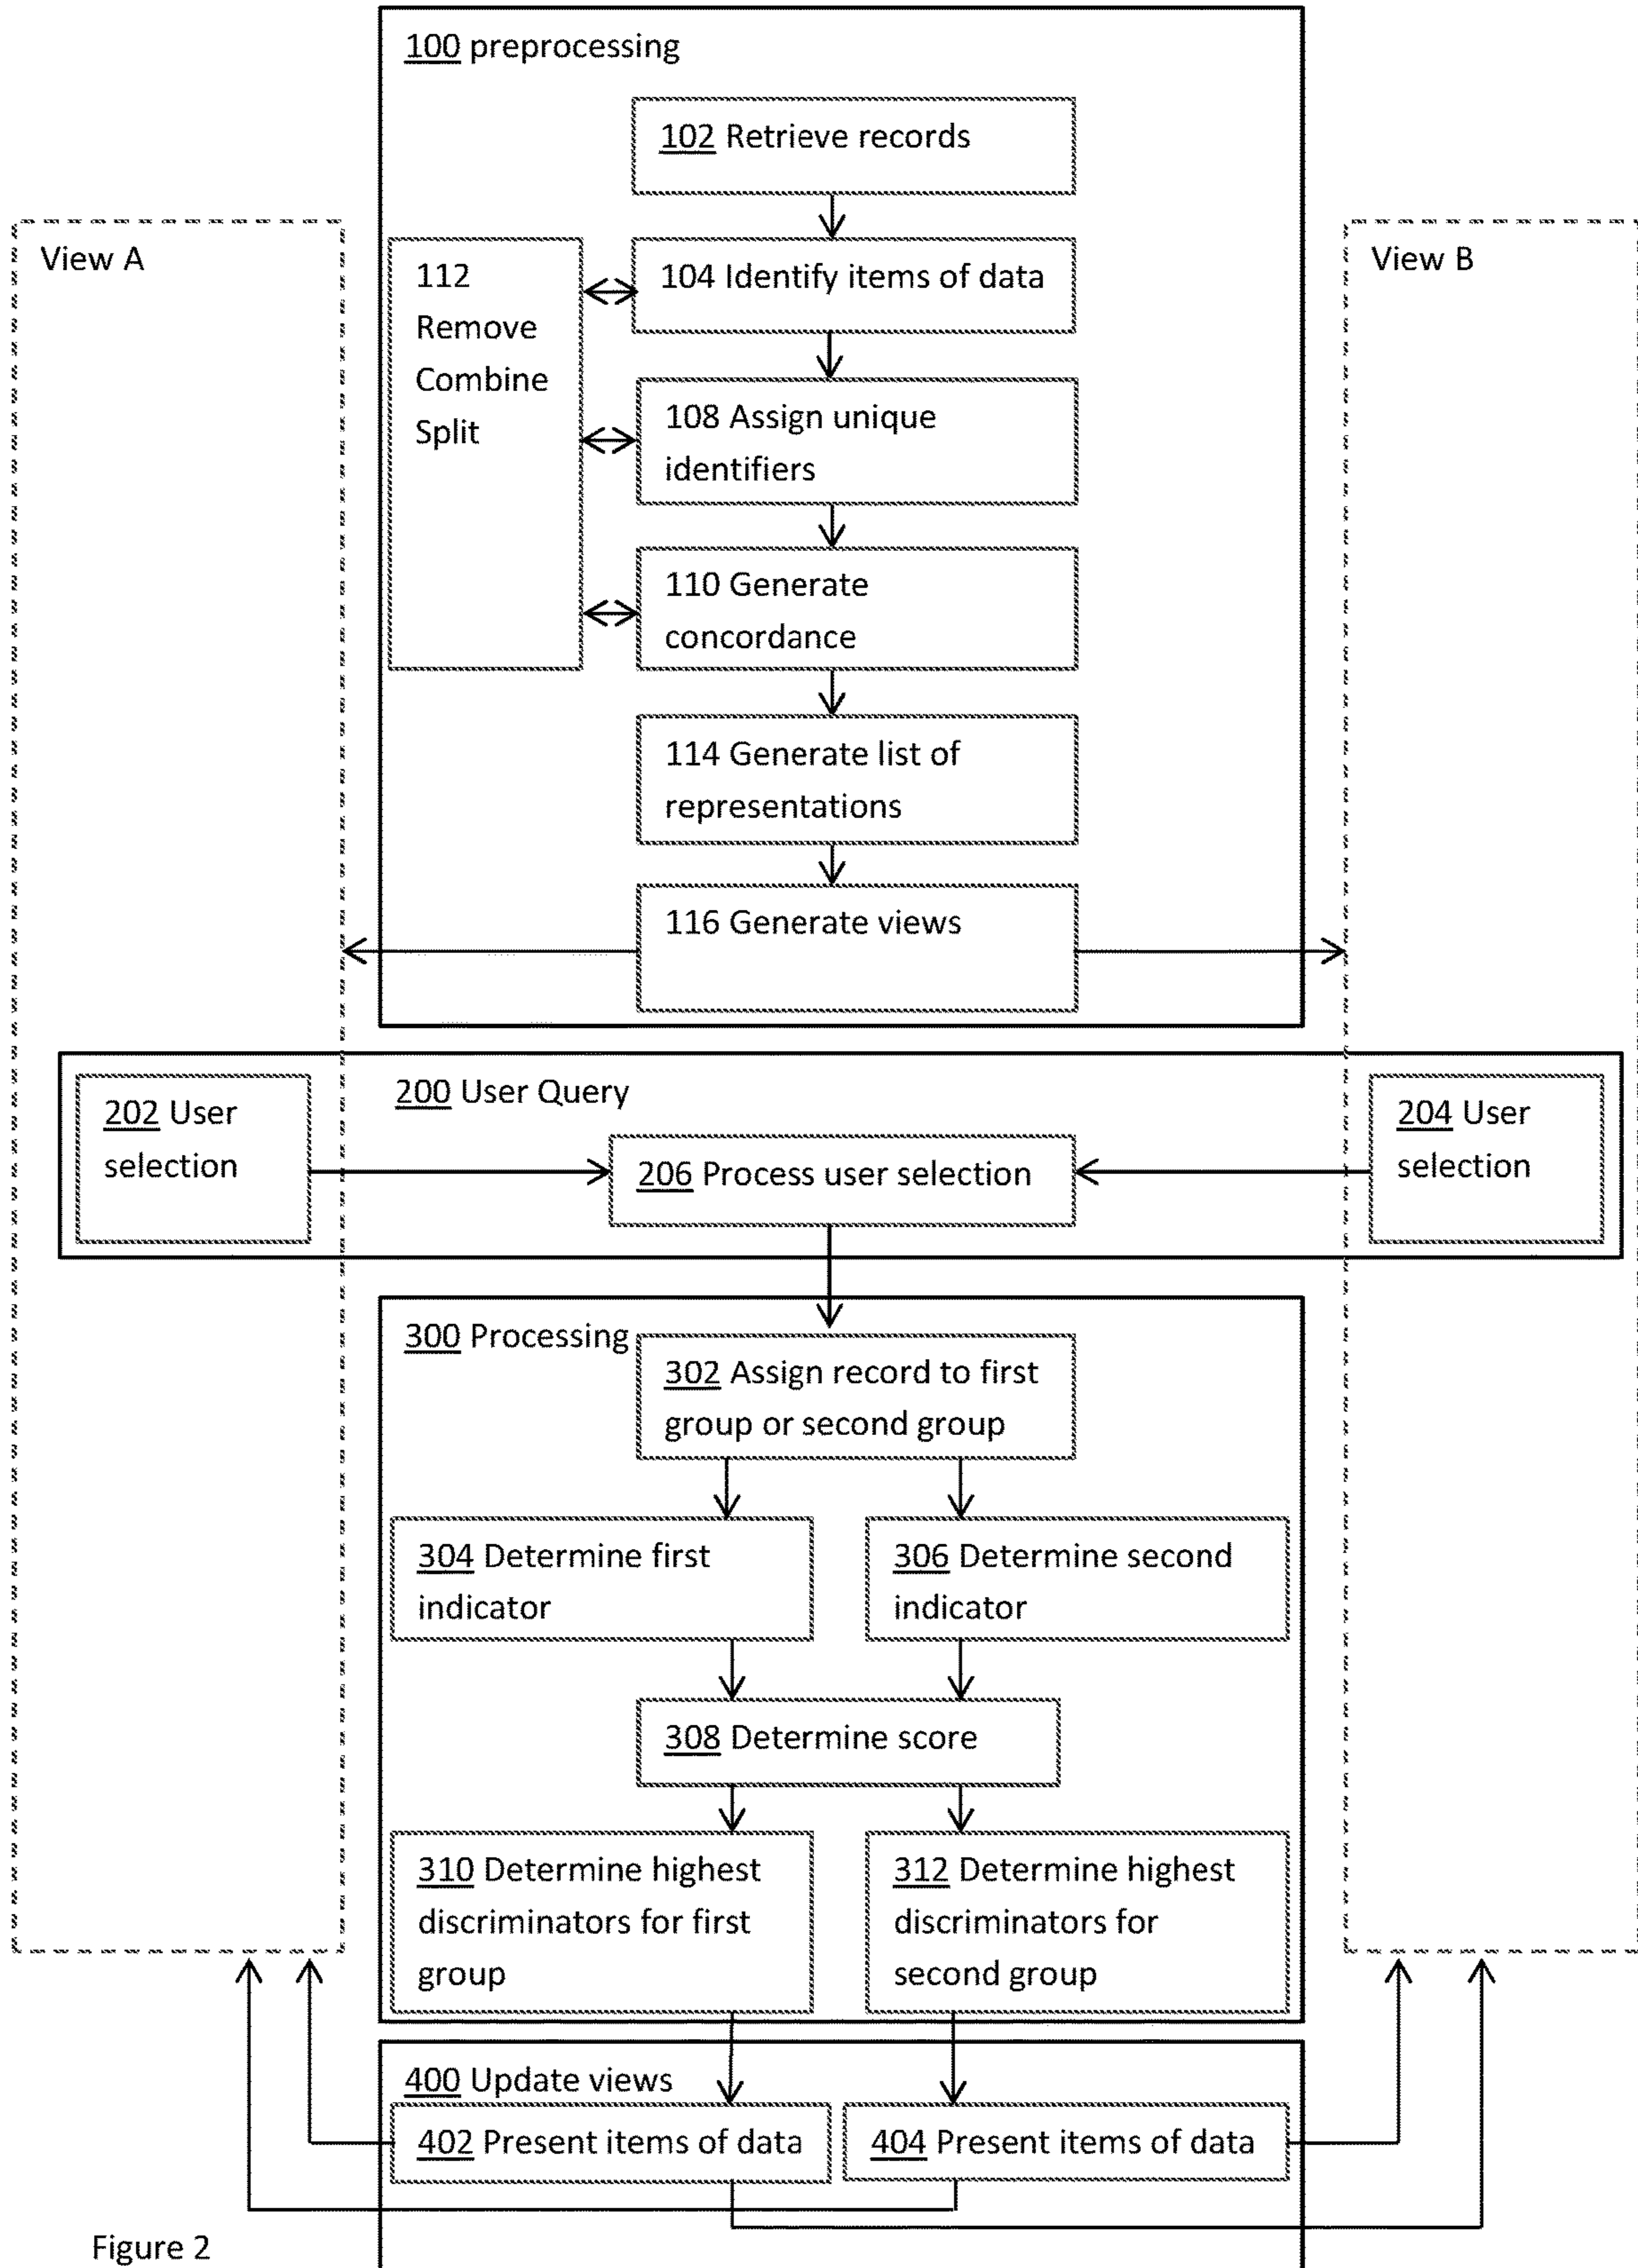 100 preprocessing
102 Retrieve records
View A
View B
112
Remove
Combine
Split
104 Identify items of data
108 Assign unique
identifiers
110 Generate
concordance
114 Generate list of
representations
116 Generate views
200 User Query
202 User
selection
204 User
selection
206 Process user selection
300 Processing
302 Assign record to first
group or second group
304 Determine first
indicator
306 Determine second
indicator
308 Determine score
310 Determine highest
discriminators for first
group
312 Determine highest
discriminators for
second group
400 Update views
402 Present items of data
404 Present items of data
Figure 2